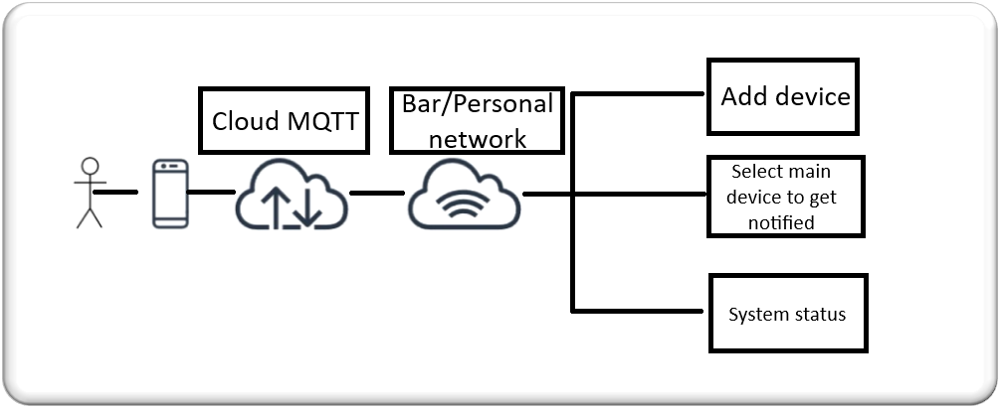 Cloud MQTT
Bar/Personal
network
Add device
Select main
device to get
notified
System status